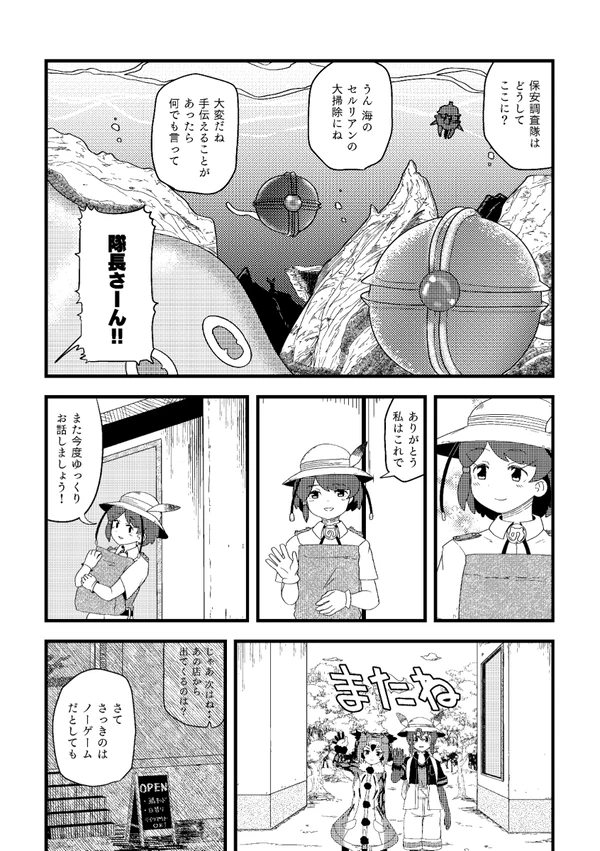 保安調査隊は
どうして
ここに？
うん 海の
セルリアンの
大掃除にね
大変だね
手伝えることが
あったら
何でも言って
隊長さーん!!
ありがとう
私はこれで
また今度ゆっくり
お話しましょう！
またね
じゃあ、次はね…
あの店から
出てくるのは？
さて
さっきのは
ノーゲーム
だとしても
OPEN